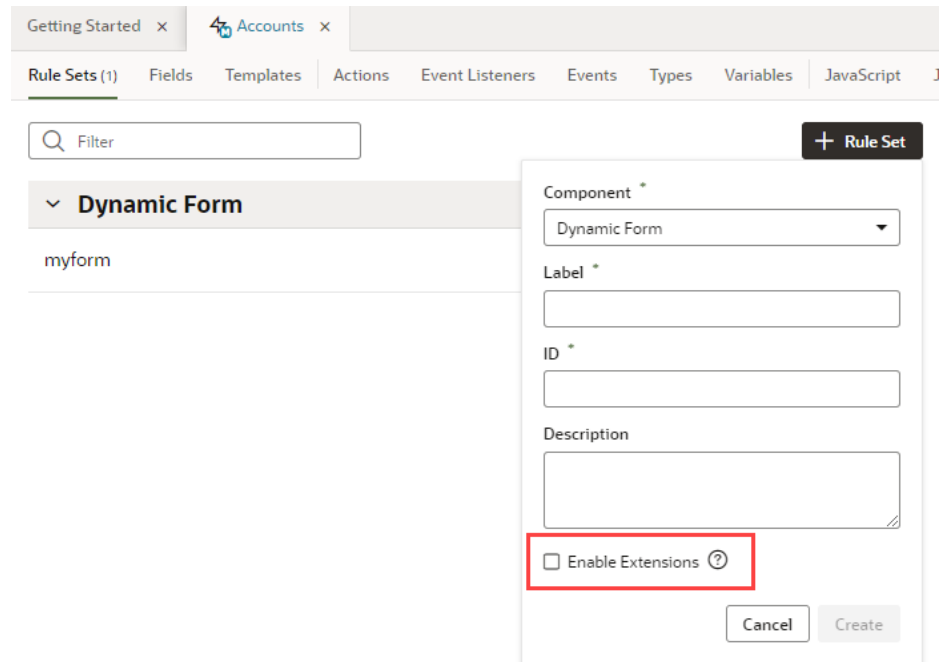 Getting Started × Accounts ×
Rule Sets (1) Fields Templates Actions Event Listeners Events Types Variables JavaScript
Filter
+ Rule Set
Dynamic Form
myform
Component *
Dynamic Form
Label *
ID *
Description
Enable Extensions ?
Cancel Create